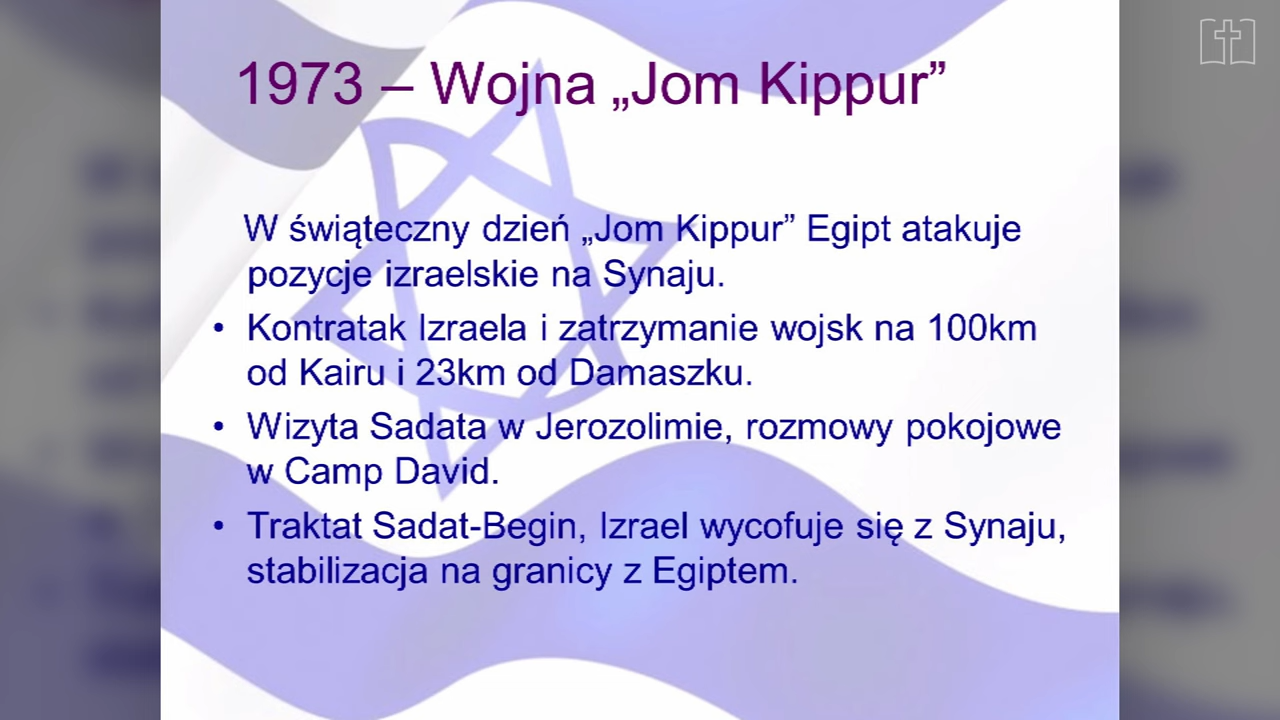 1973 – Wojna „Jom Kippur”
W świąteczny dzień „Jom Kippur” Egipt atakuje
pozycje izraelskie na Synaju.
• Kontratak Izraela i zatrzymanie wojsk na 100km
od Kairu i 23km od Damaszku.
• Wizyta Sadata w Jerozolimie, rozmowy pokojowe
w Camp David.
• Traktat Sadat-Begin, Izrael wycofuje się z Synaju,
stabilizacja na granicy z Egiptem.